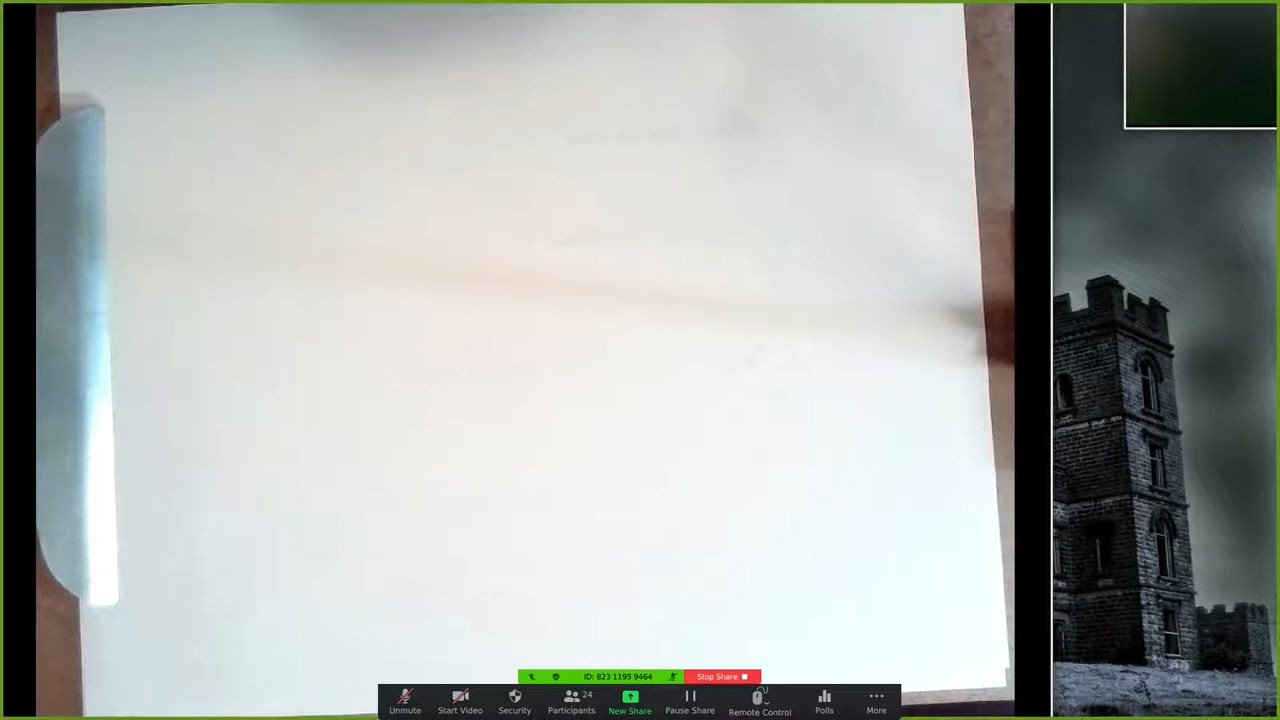 ID: 823 1195 9464
Stop Share
Unmute
Start Video
Security
Participants
24
New Share
Pause Share
Remote Control
Polls
More